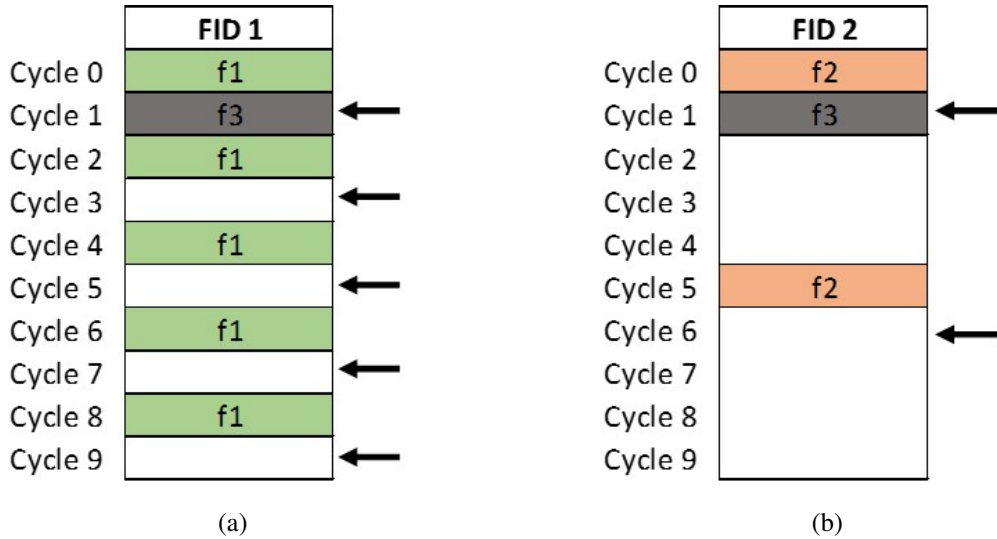 FID 1
Cycle 0 f1
Cycle 1 f3
Cycle 2 f1
Cycle 3
Cycle 4 f1
Cycle 5
Cycle 6 f1
Cycle 7
Cycle 8 f1
Cycle 9
(a)
FID 2
Cycle 0 f2
Cycle 1 f3
Cycle 2
Cycle 3
Cycle 4
Cycle 5 f2
Cycle 6
Cycle 7
Cycle 8
Cycle 9
(b)